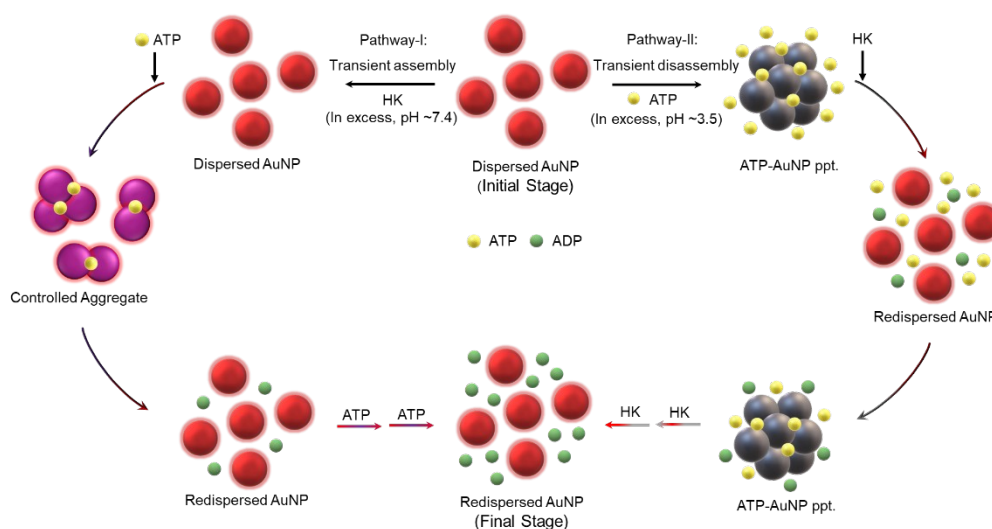 ATP
Pathway-I:
Transient assembly
HK
(In excess, pH ~7.4)
Pathway-II:
Transient disassembly
ATP
(In excess, pH ~3.5)
HK
Dispersed AuNP
Dispersed AuNP
(Initial Stage)
ATP-AuNP ppt.
ATP
ADP
Controlled Aggregate
Redispersed AuNP
ATP
ATP
HK
HK
Redispersed AuNP
Redispersed AuNP
(Final Stage)
ATP-AuNP ppt.